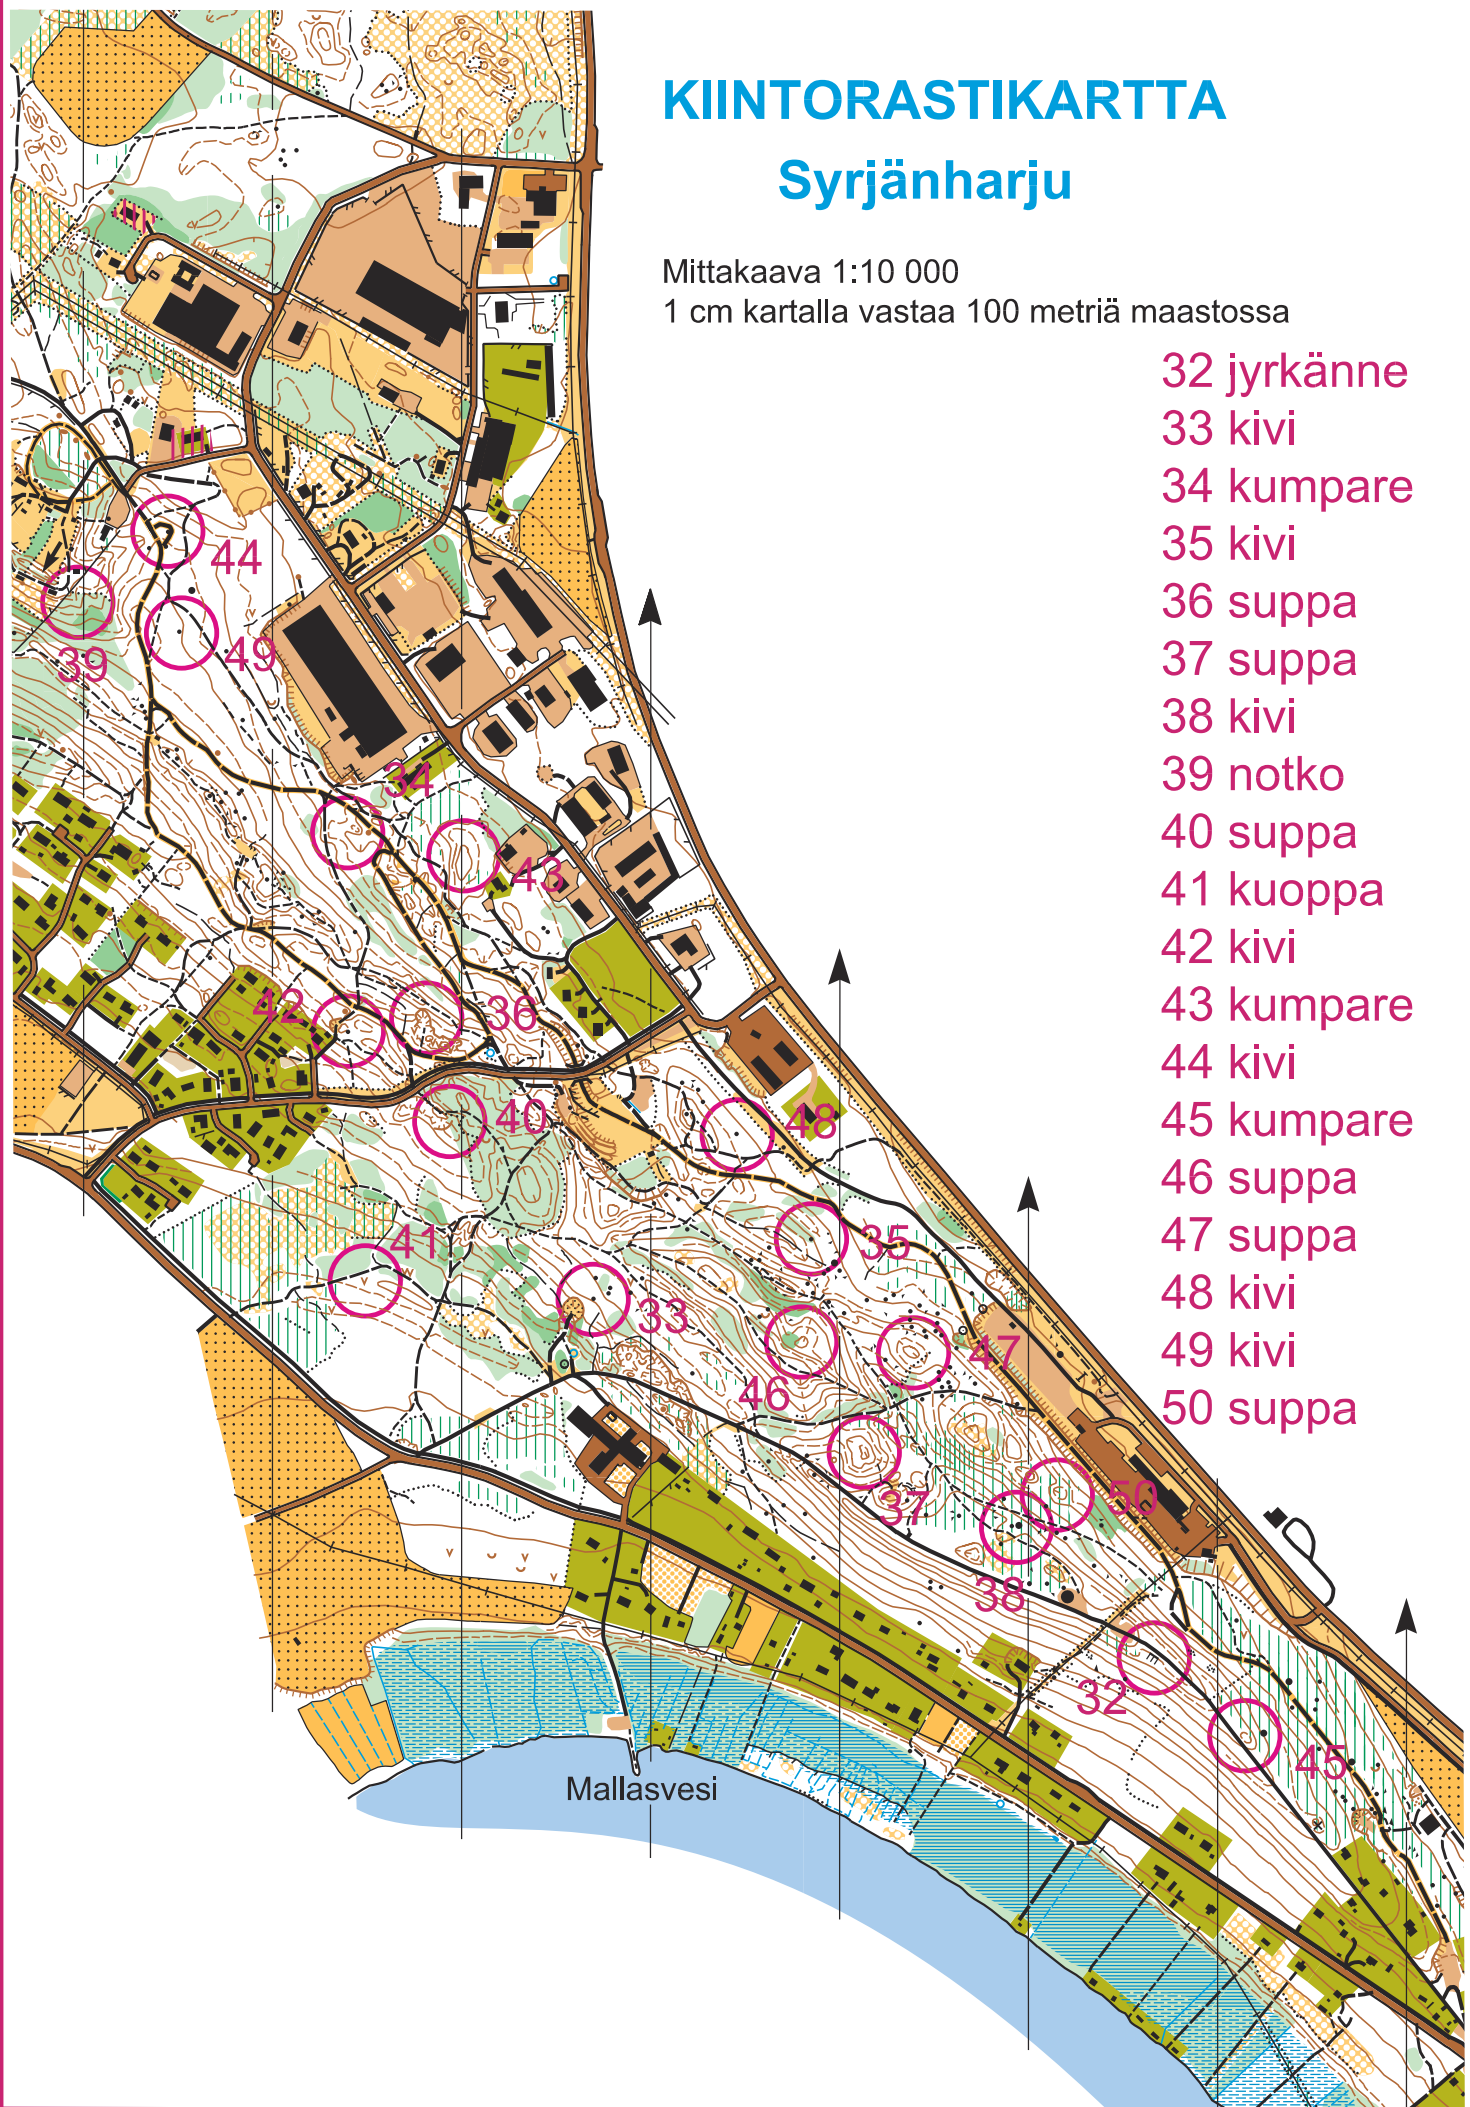 KIINTORASTIKARTTA
Syrjänharju
Mittakaava 1:10 000
1 cm kartalla vastaa 100 metriä maastossa
32 jyrkänne
33 kivi
34 kumpare
35 kivi
36 suppa
37 suppa
38 kivi
39 notko
40 suppa
41 kuoppa
42 kivi
43 kumpare
44 kivi
45 kumpare
46 suppa
47 suppa
48 kivi
49 kivi
50 suppa
44
49
39
34
43
42
36
40
48
41
35
33
47
46
37
50
38
32
45
Mallasvesi